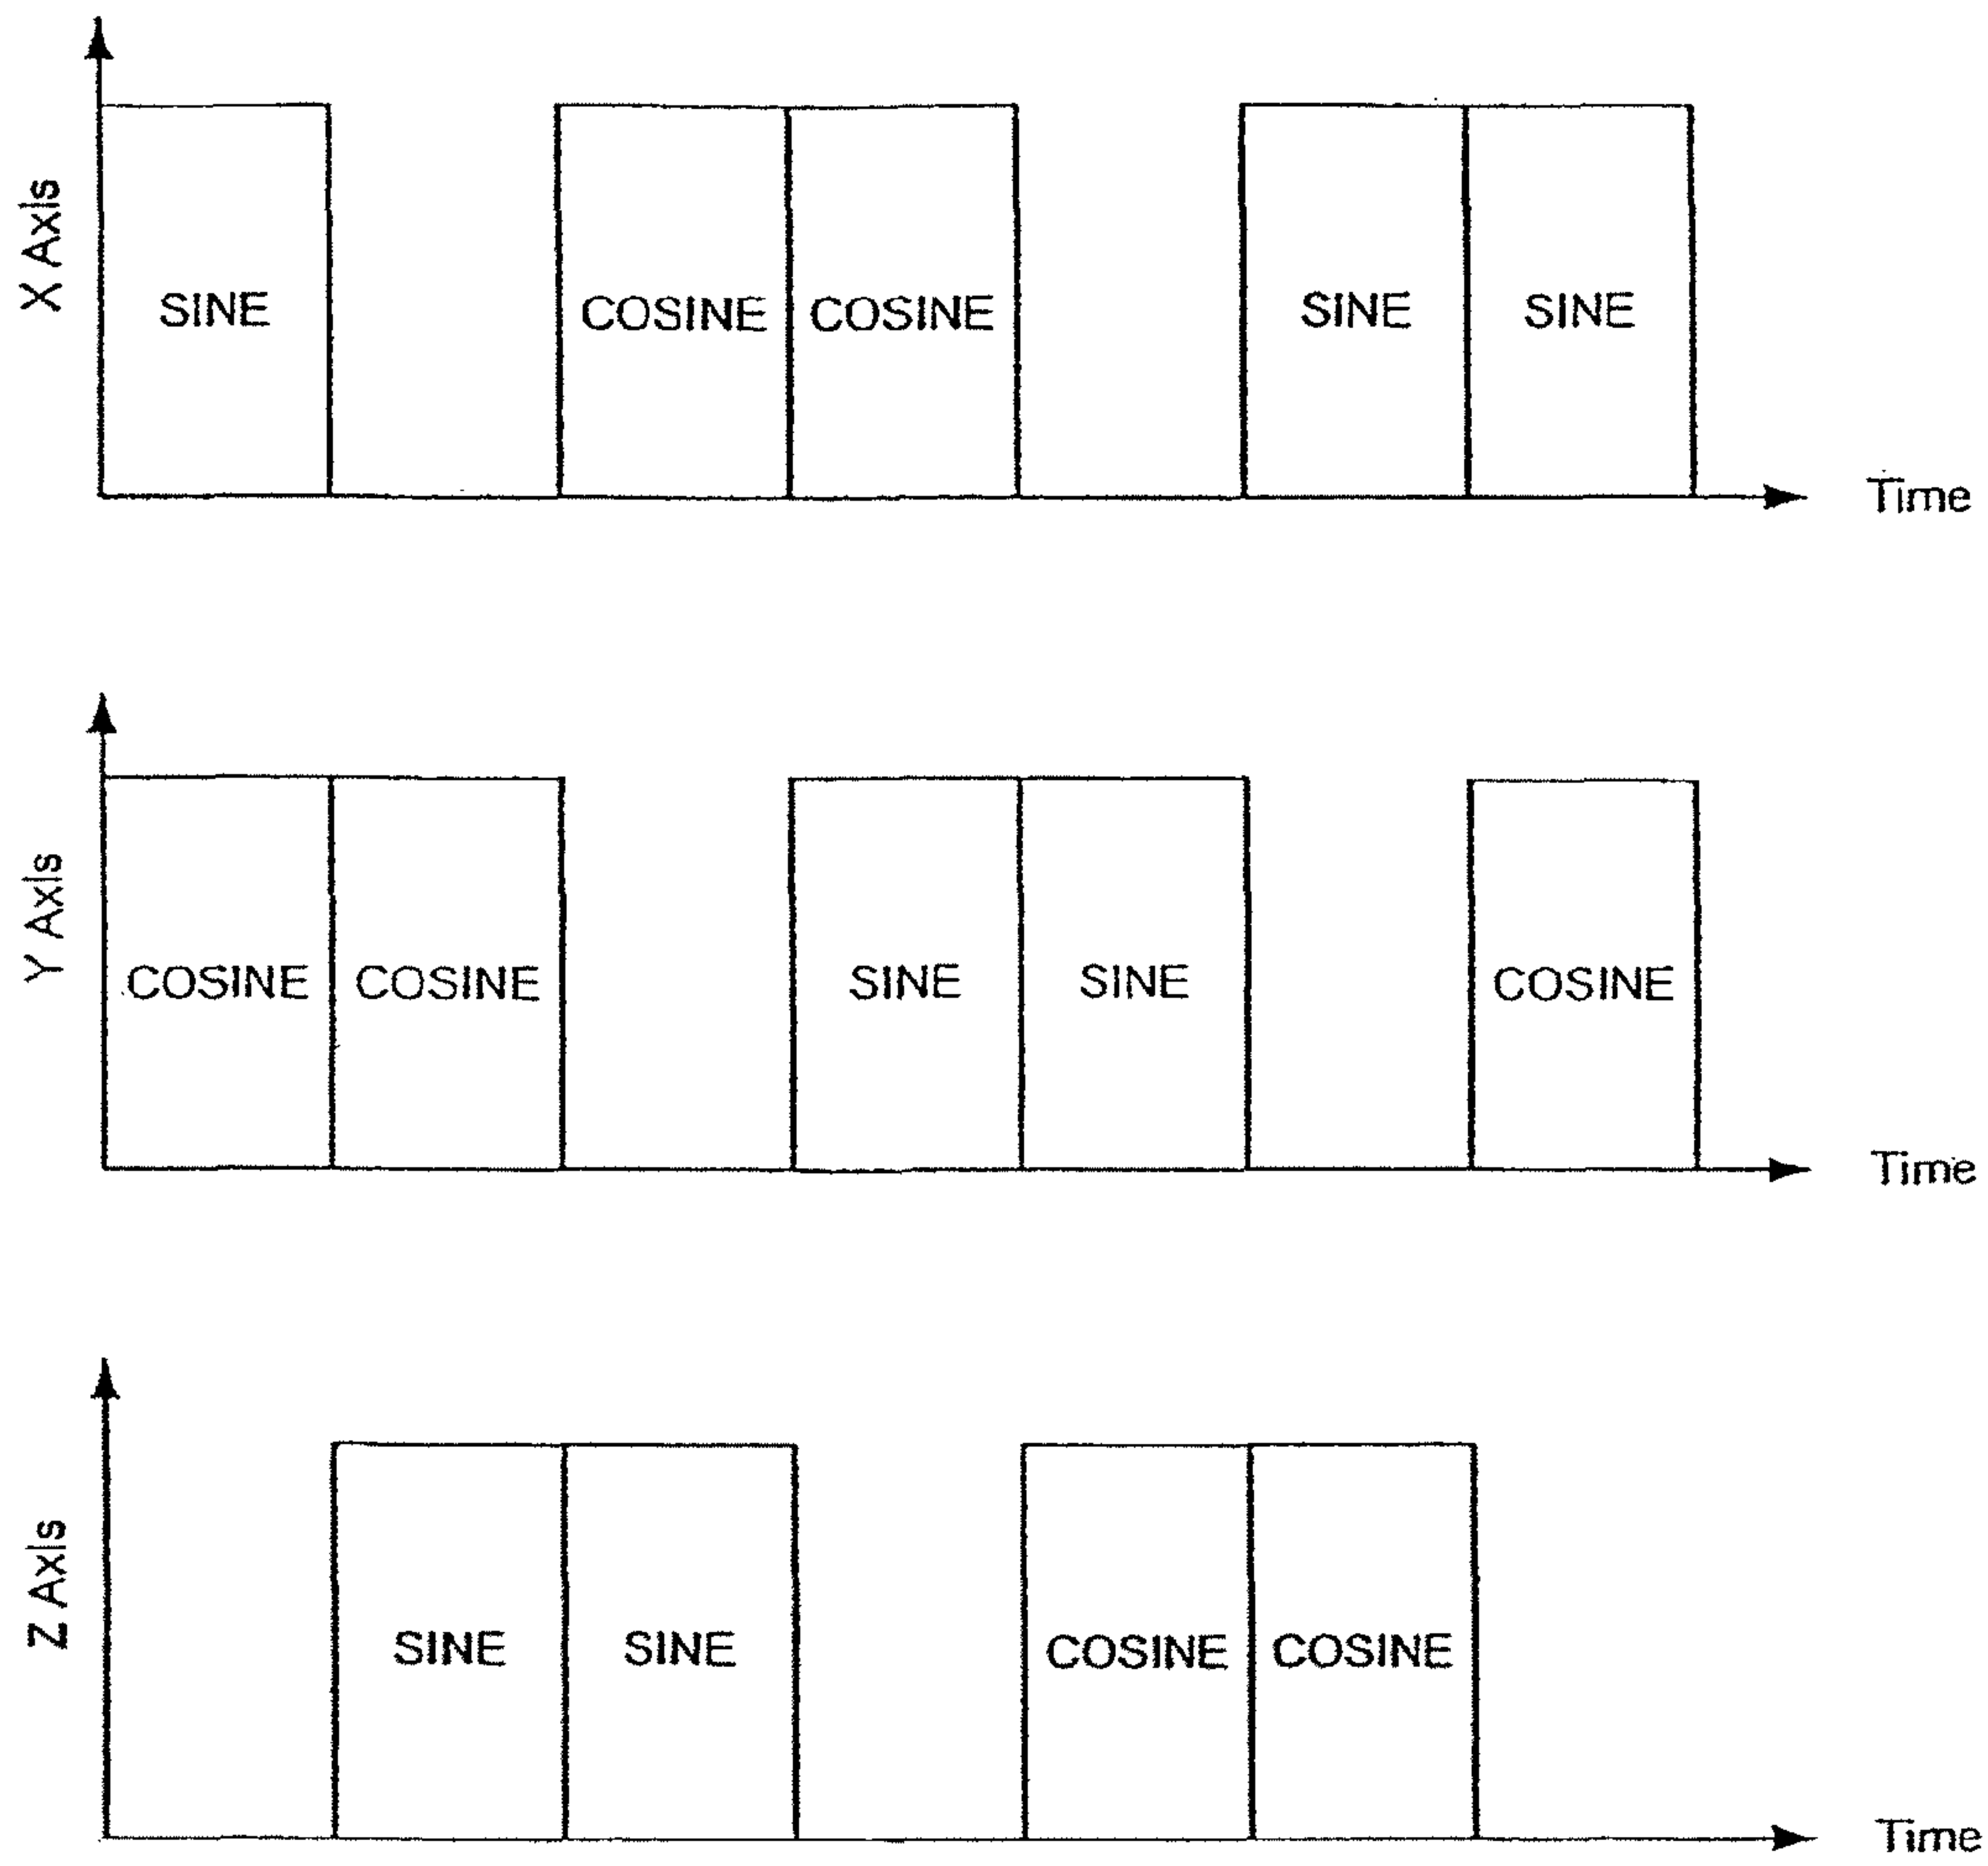 X Axis
SINE COSINE COSINE SINE SINE
Time
Y Axis
COSINE COSINE SINE SINE COSINE
Time
Z Axis
SINE SINE COSINE COSINE
Time